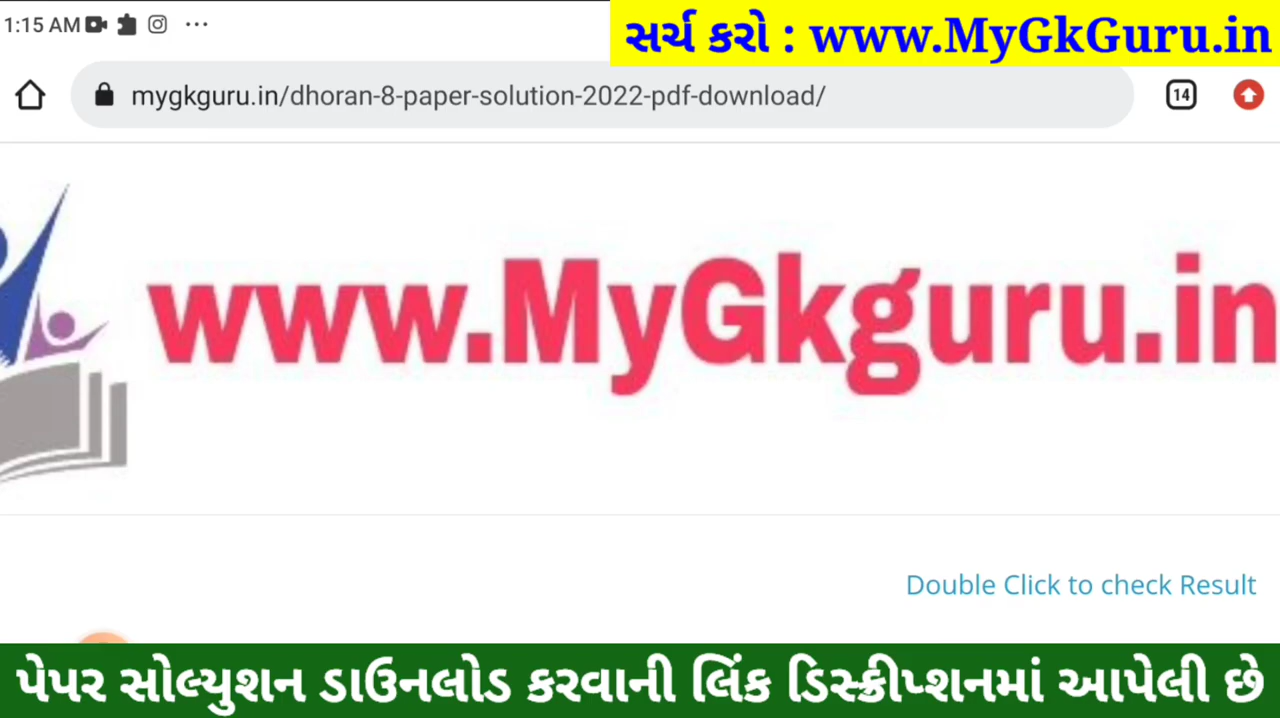 1:15 AM
સર્ચ કરો : www.MyGkGuru.in
mygkguru.in/dhoran-8-paper-solution-2022-pdf-download/
14
www.MyGkguru.in
Double Click to check Result
પેપર સોલ્યુશન ડાઉનલોડ કરવાની લિંક ડિસ્ક્રીપ્શનમાં આપેલી છે